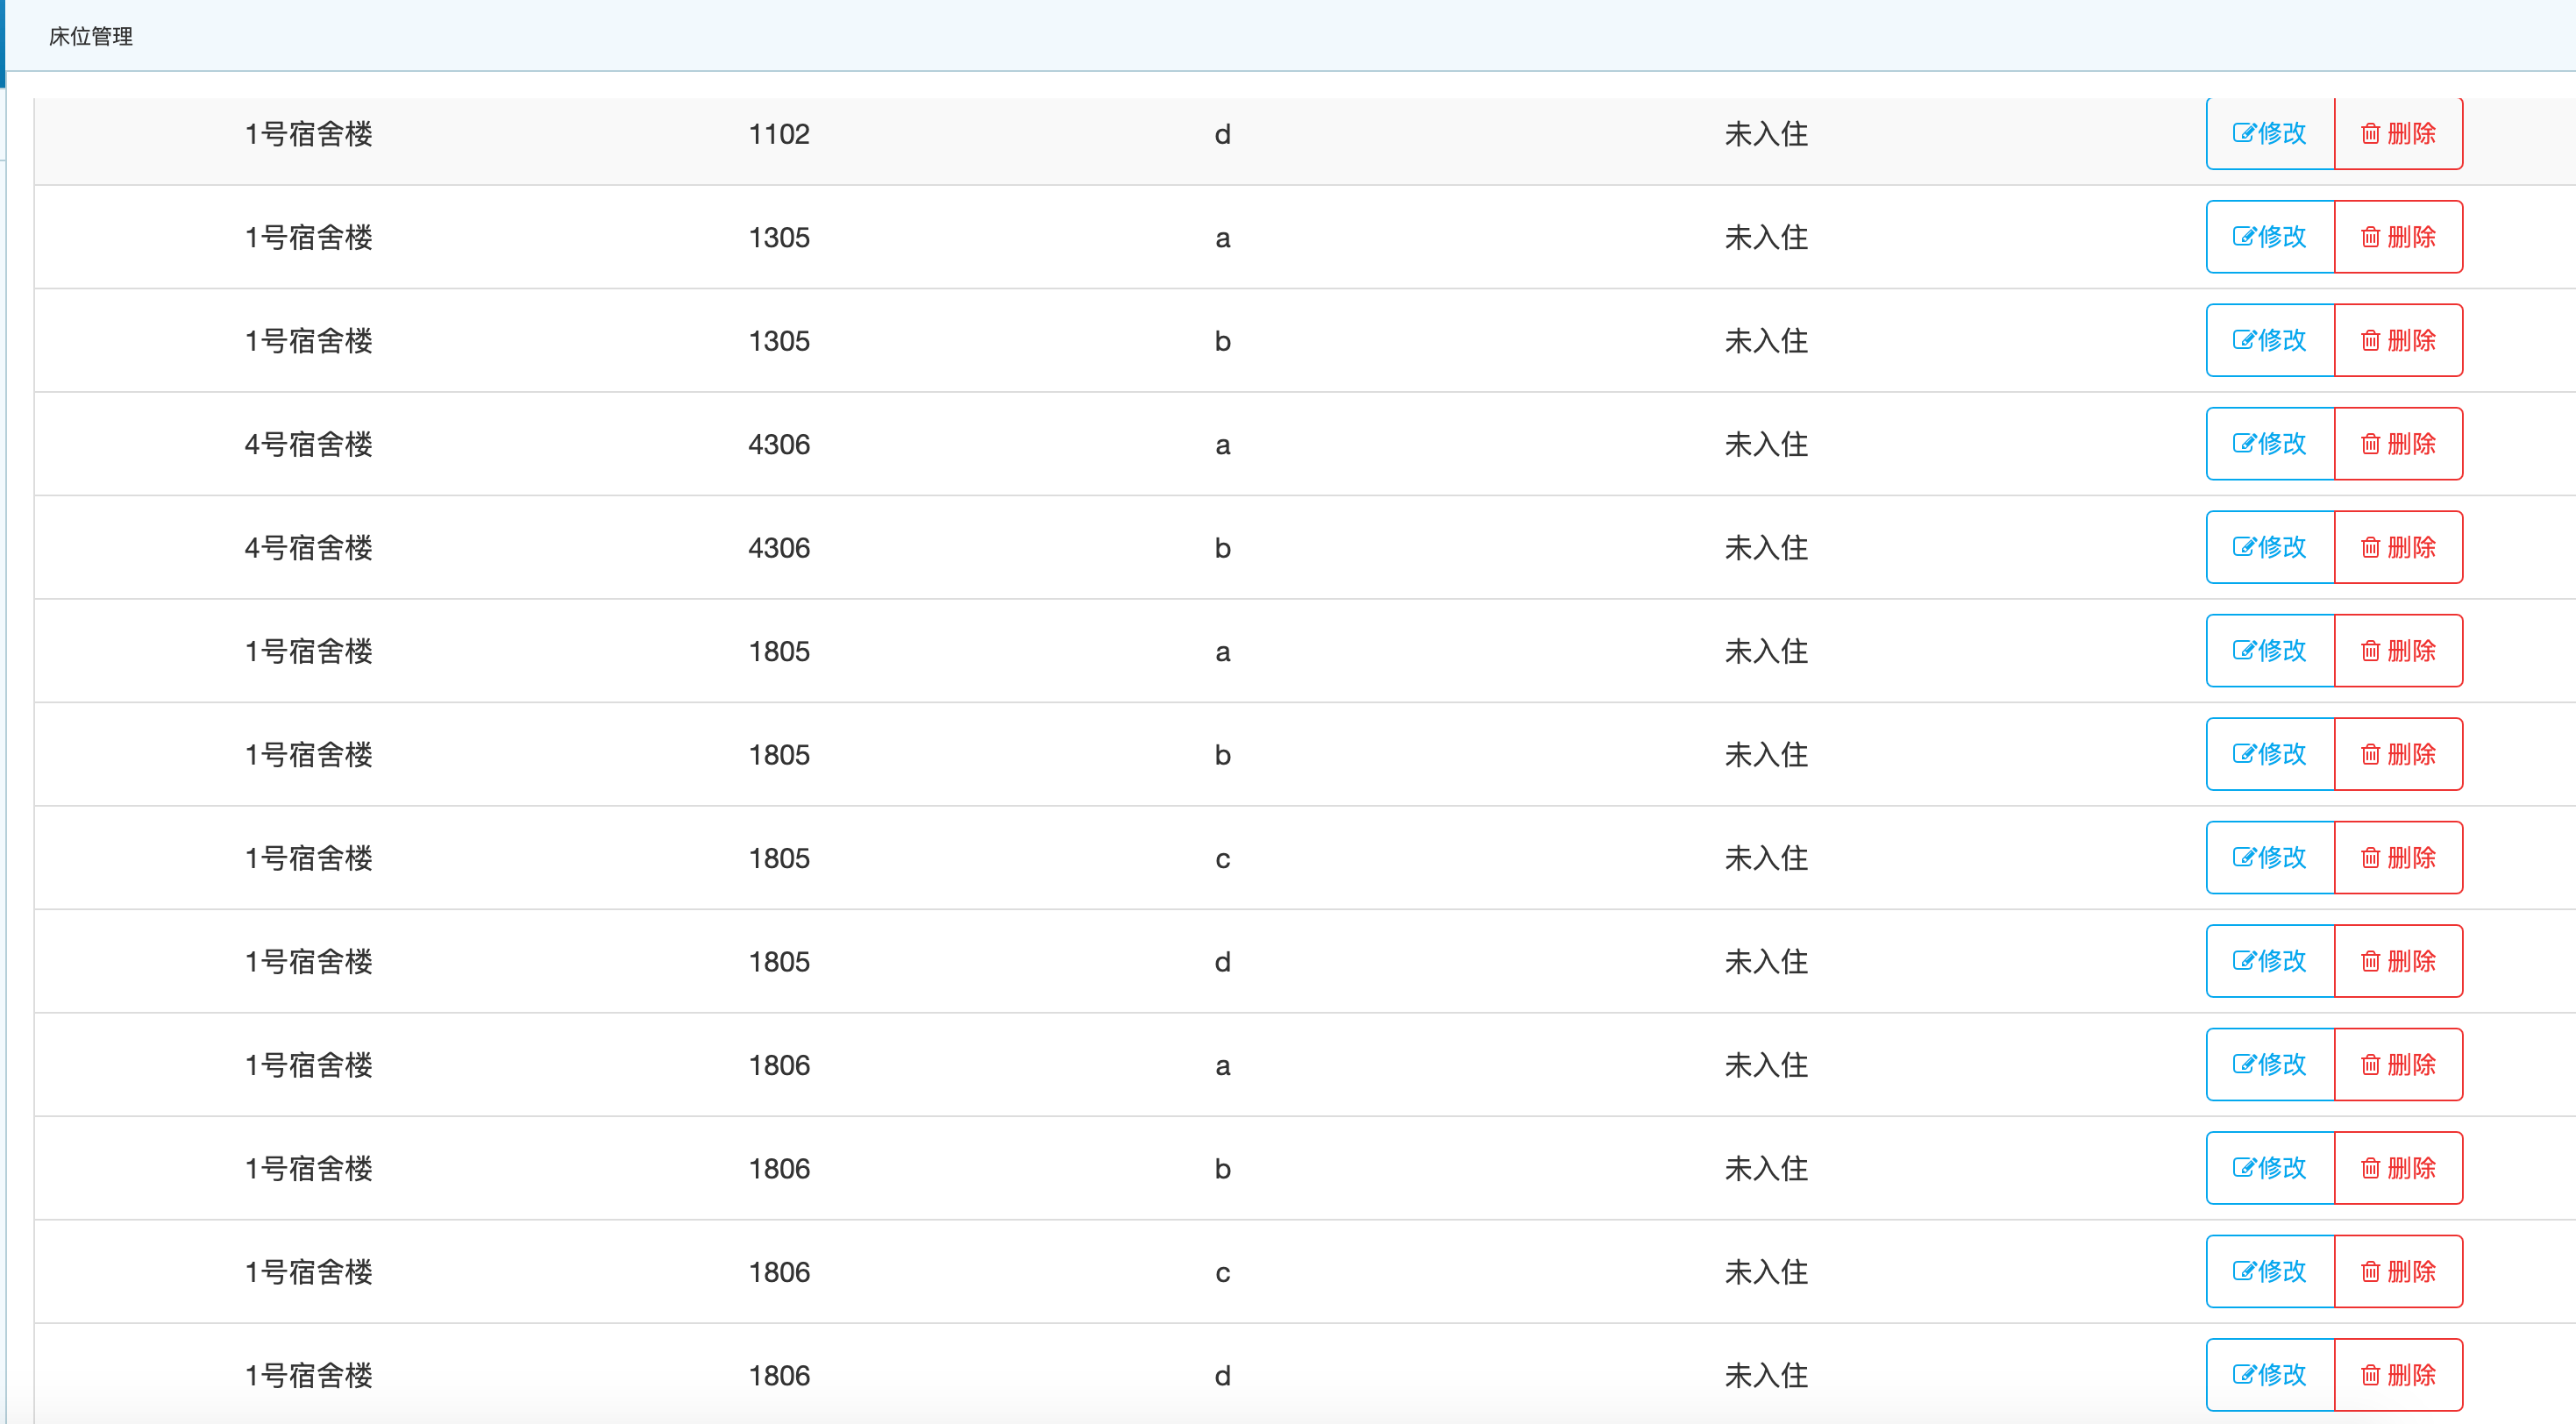 床位管理
1号宿舍楼 1102 d 未入住 修改 删除
1号宿舍楼 1305 a 未入住 修改 删除
1号宿舍楼 1305 b 未入住 修改 删除
4号宿舍楼 4306 a 未入住 修改 删除
4号宿舍楼 4306 b 未入住 修改 删除
1号宿舍楼 1805 a 未入住 修改 删除
1号宿舍楼 1805 b 未入住 修改 删除
1号宿舍楼 1805 c 未入住 修改 删除
1号宿舍楼 1805 d 未入住 修改 删除
1号宿舍楼 1806 a 未入住 修改 删除
1号宿舍楼 1806 b 未入住 修改 删除
1号宿舍楼 1806 c 未入住 修改 删除
1号宿舍楼 1806 d 未入住 修改 删除